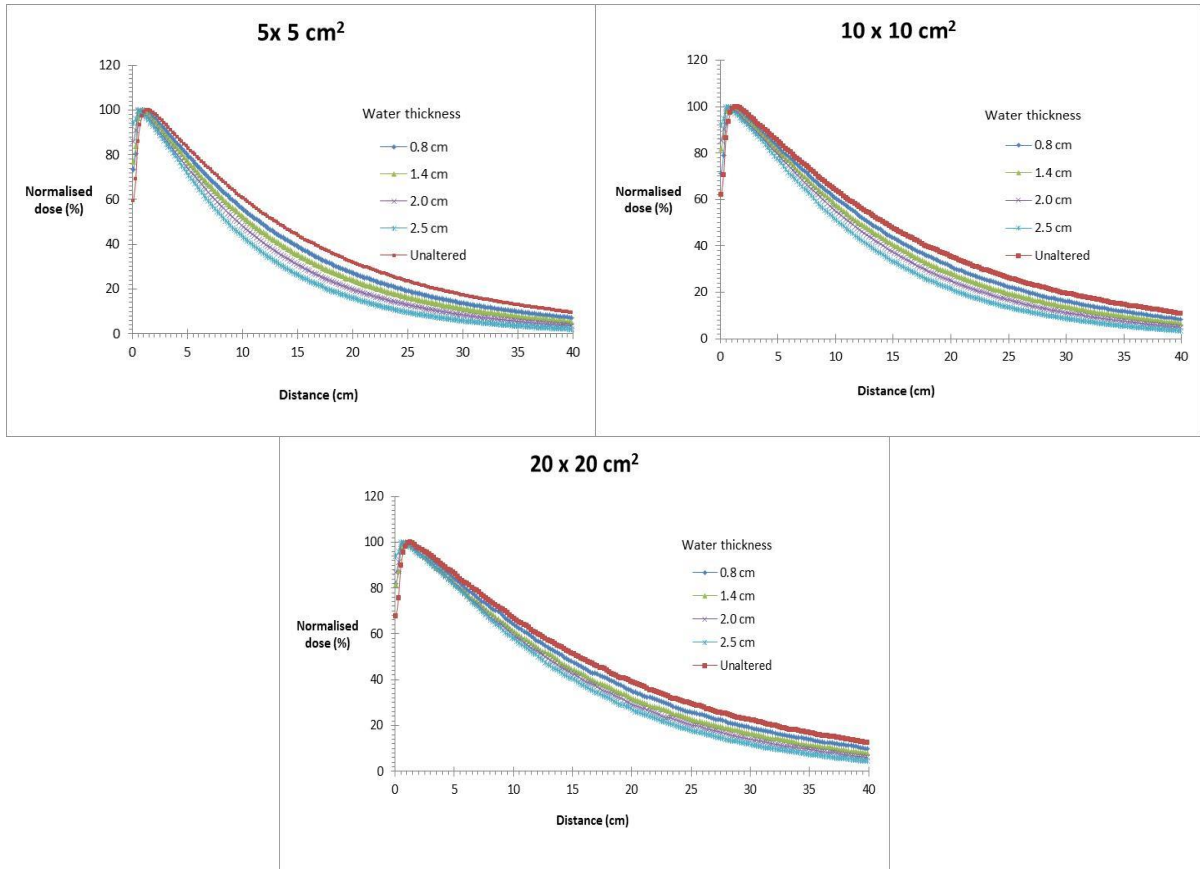 5x 5 cm²
120
100
80
60
40
20
0
Normalised
dose (%)
Water thickness
0.8 cm
1.4 cm
2.0 cm
2.5 cm
Unaltered
0 5 10 15 20 25 30 35 40
Distance (cm)
10 x 10 cm²
120
100
80
60
40
20
0
Normalised
dose (%)
Water thickness
0.8 cm
1.4 cm
2.0 cm
2.5 cm
Unaltered
0 5 10 15 20 25 30 35 40
Distance (cm)
20 x 20 cm²
120
100
80
60
40
20
0
Normalised
dose (%)
Water thickness
0.8 cm
1.4 cm
2.0 cm
2.5 cm
Unaltered
0 5 10 15 20 25 30 35 40
Distance (cm)